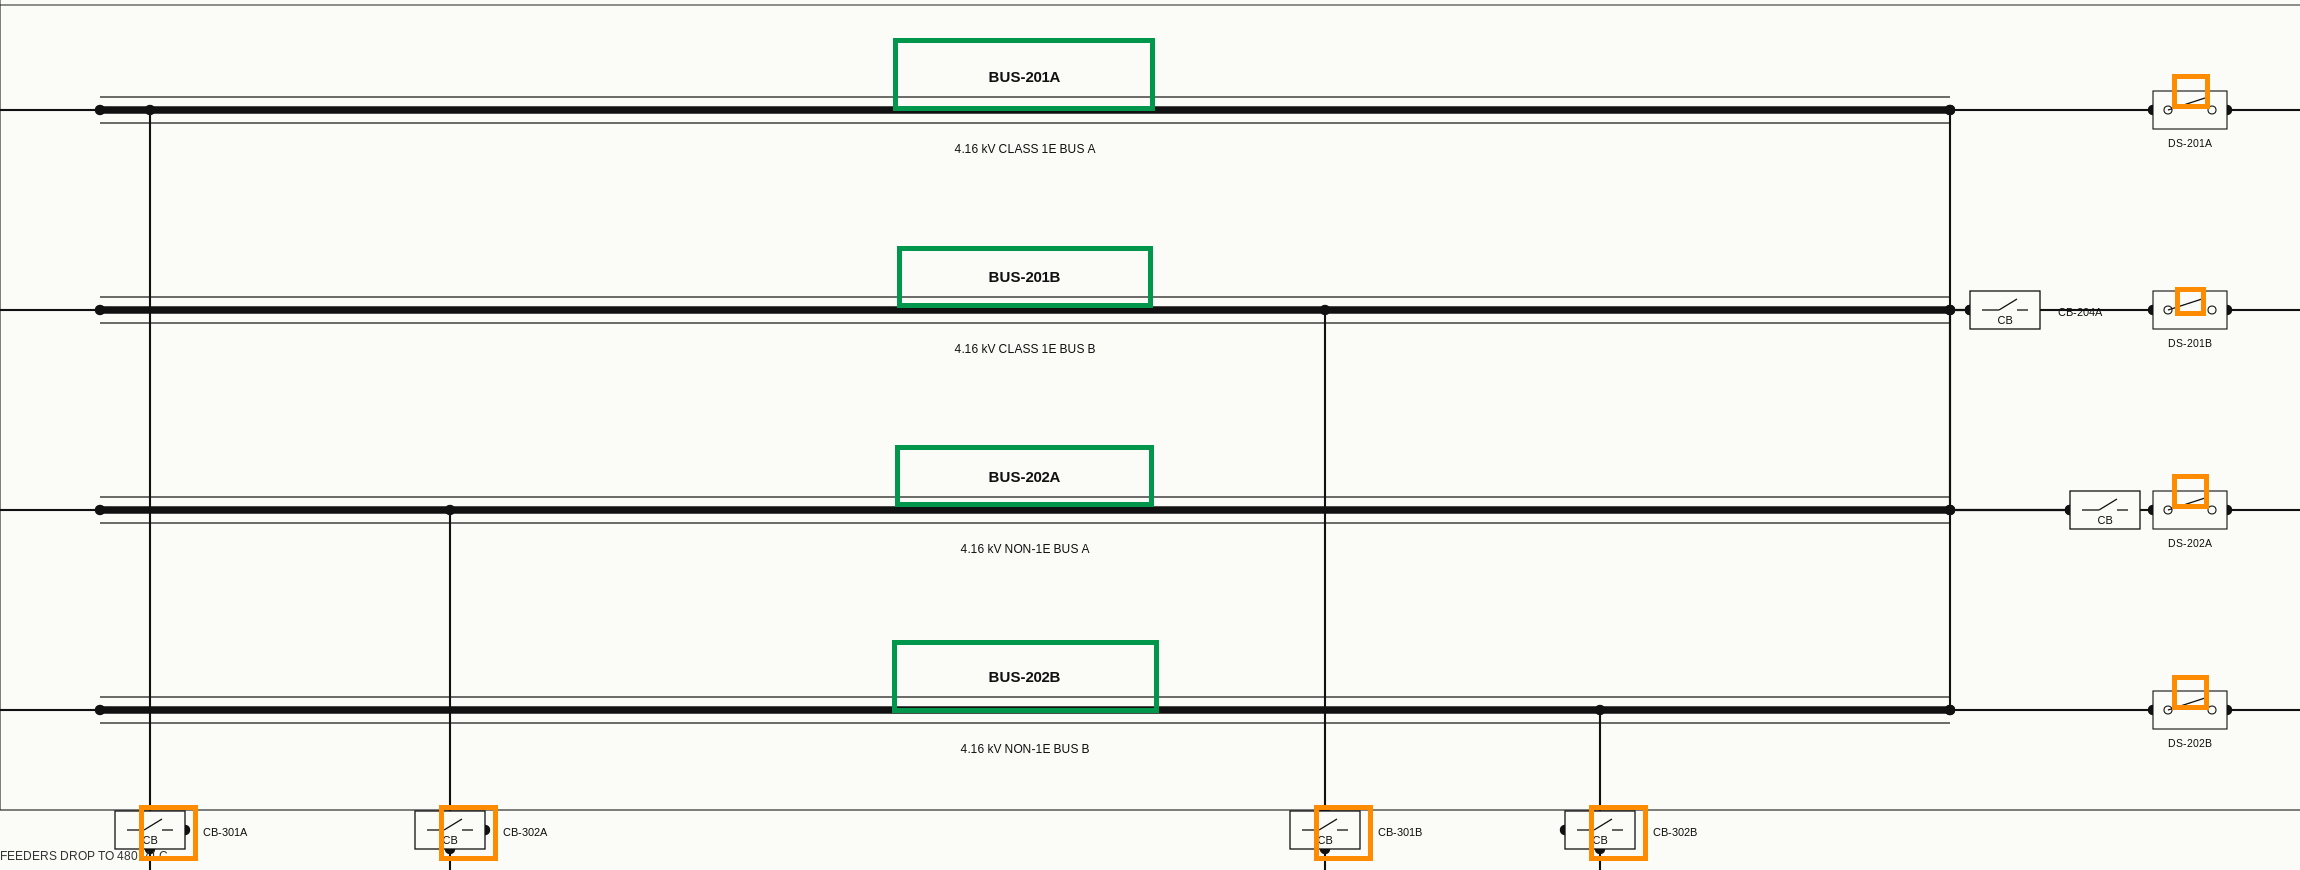 BUS-201A
4.16 kV CLASS 1E BUS A
DS-201A
BUS-201B
CB
CB-204A
4.16 kV CLASS 1E BUS B
DS-201B
BUS-202A
CB
4.16 kV NON-1E BUS A
DS-202A
BUS-202B
4.16 kV NON-1E BUS B
DS-202B
CB
CB-301A
CB
CB-302A
CB
CB-301B
CB
CB-302B
FEEDERS DROP TO 480